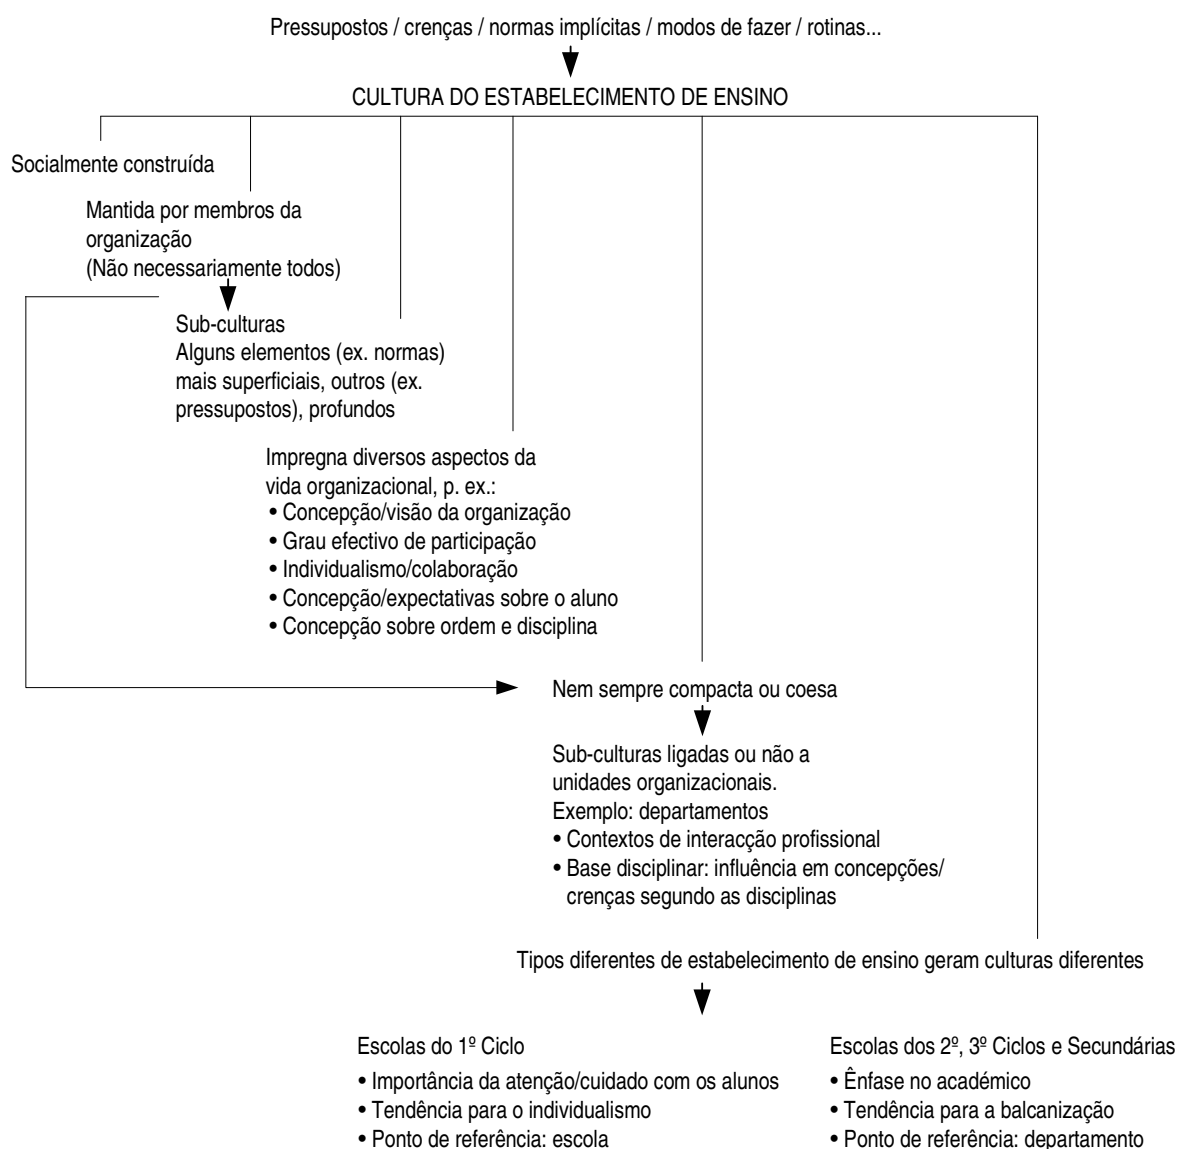 Pressupostos / crenças / normas implícitas / modos de fazer / rotinas...
CULTURA DO ESTABELECIMENTO DE ENSINO
Socialmente construída
Mantida por membros da
organização
(Não necessariamente todos)
Sub-culturas
Alguns elementos (ex. normas)
mais superficiais, outros (ex.
pressupostos), profundos
Impregna diversos aspectos da
vida organizacional, p. ex.:
• Concepção/visão da organização
• Grau efectivo de participação
• Individualismo/colaboração
• Concepção/expectativas sobre o aluno
• Concepção sobre ordem e disciplina
Nem sempre compacta ou coesa
Sub-culturas ligadas ou não a
unidades organizacionais.
Exemplo: departamentos
• Contextos de interacção profissional
• Base disciplinar: influência em concepções/
crenças segundo as disciplinas
Tipos diferentes de estabelecimento de ensino geram culturas diferentes
Escolas do 1º Ciclo
• Importância da atenção/cuidado com os alunos
• Tendência para o individualismo
• Ponto de referência: escola
Escolas dos 2º, 3º Ciclos e Secundárias
• Ênfase no académico
• Tendência para a balcanização
• Ponto de referência: departamento